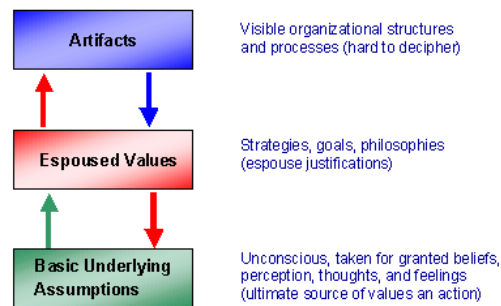 Artifacts
Visible organizational structures
and processes (hard to decipher)
Espoused Values
Strategies, goals, philosophies
(espouse justifications)
Basic Underlying
Assumptions
Unconscious, taken for granted beliefs,
perception, thoughts, and feelings
(ultimate source of values an action)